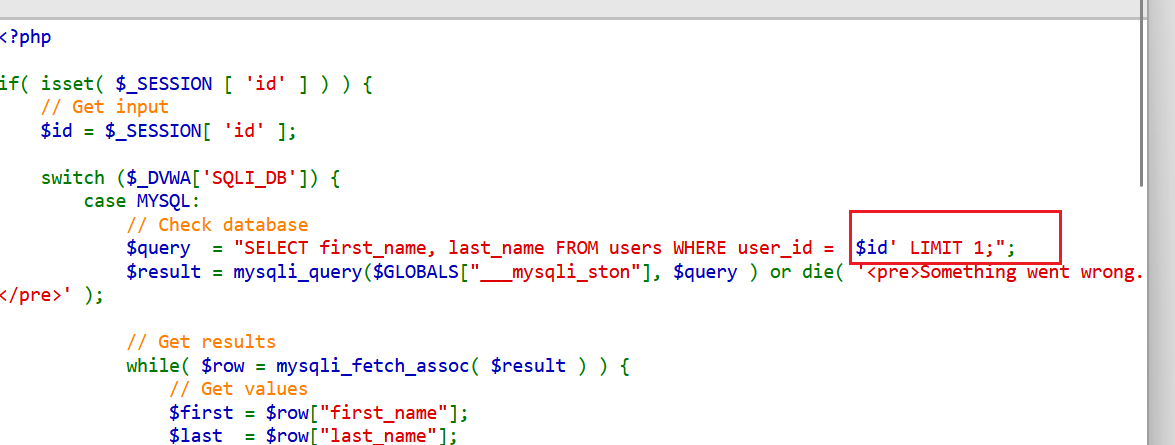 <?php
if( isset( $_SESSION [ 'id' ] ) ) {
// Get input
$id = $_SESSION[ 'id' ];
switch ($_DVWA['SQLI_DB']) {
case MYSQL:
// Check database
$query  = "SELECT first_name, last_name FROM users WHERE user_id = $id' LIMIT 1;";
$result = mysqli_query($GLOBALS["___mysqli_ston"], $query ) or die( '<pre>Something went wrong.
</pre>' );
// Get results
while( $row = mysqli_fetch_assoc( $result ) ) {
// Get values
$first = $row["first_name"];
$last  = $row["last_name"];